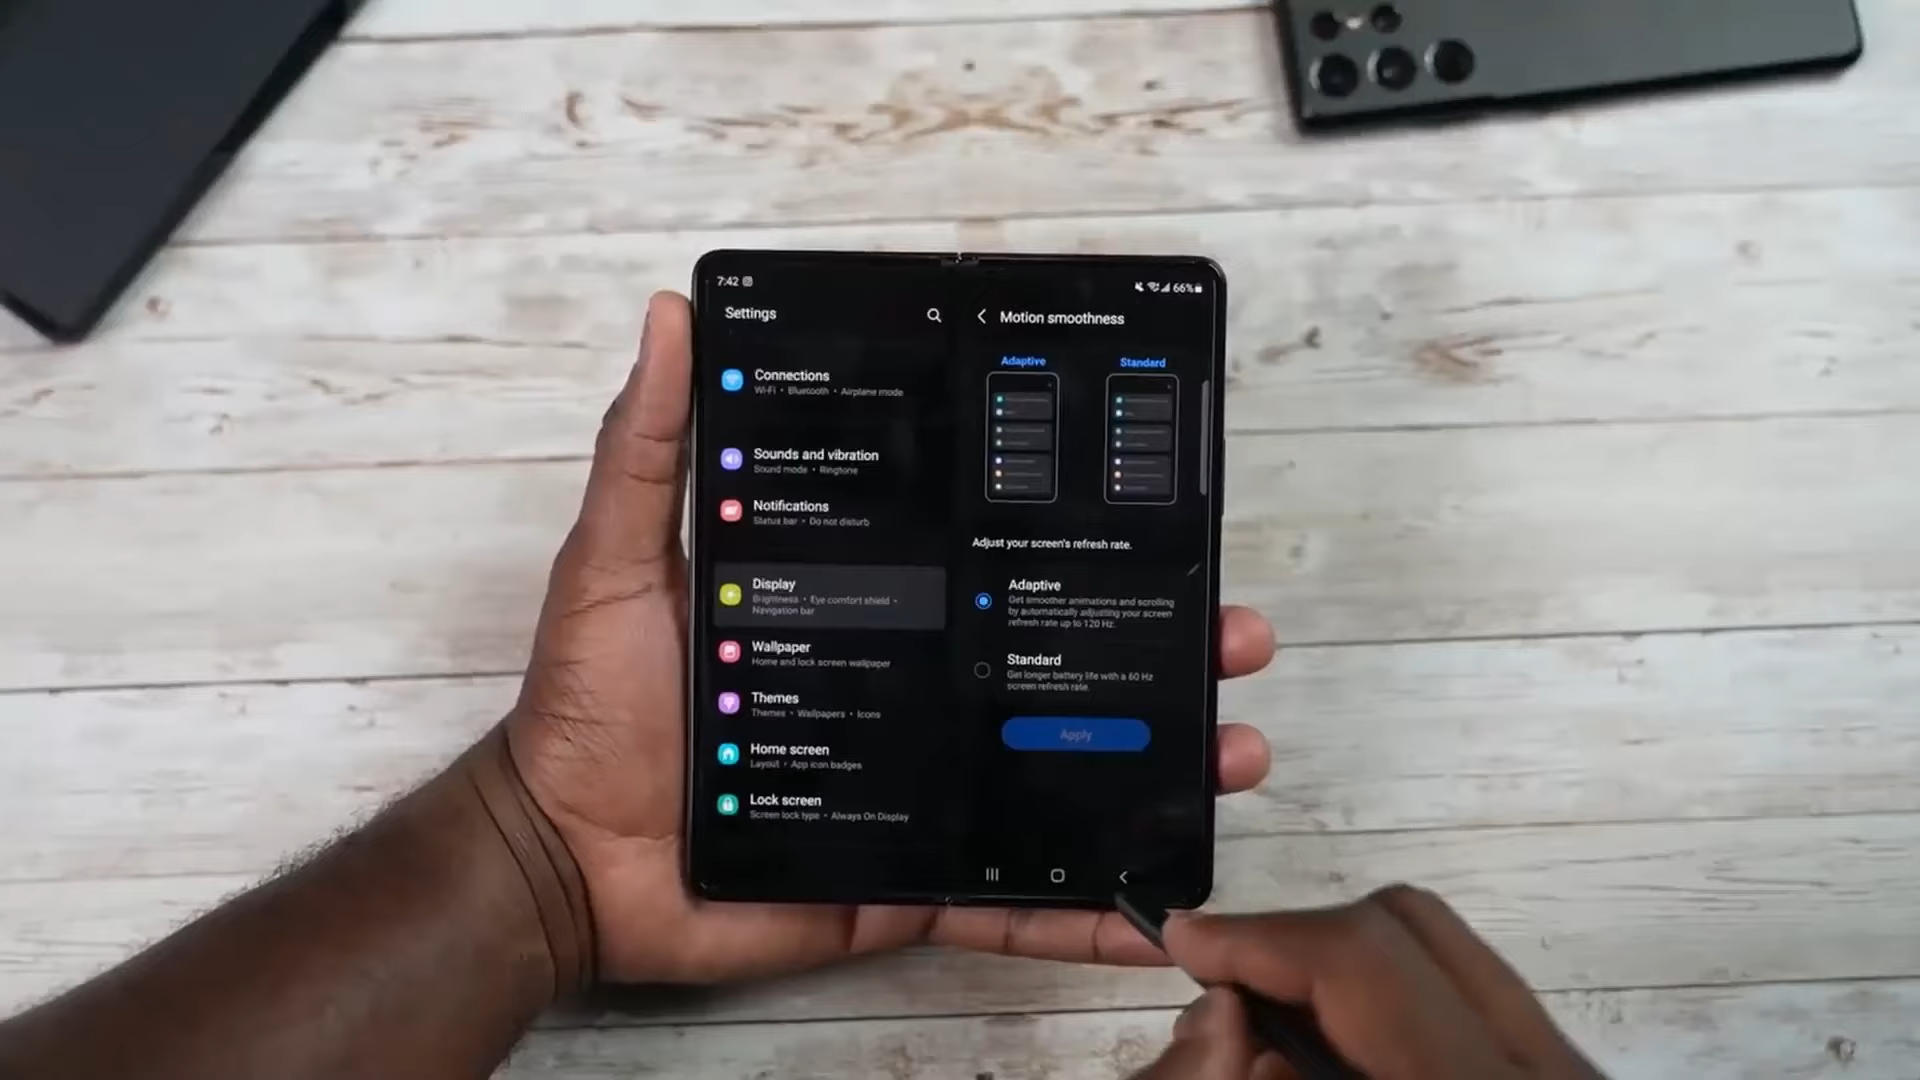 7:42
66%
Settings
Connections
Wi-Fi • Bluetooth • Airplane mode
Sounds and vibration
Sound mode • Ringtone
Notifications
Status bar • Do not disturb
Display
Brightness • Eye comfort shield •
Navigation bar
Wallpaper
Home and lock screen wallpaper
Themes
Themes • Wallpapers • Icons
Home screen
Layout • App icon badges
Lock screen
Screen lock type • Always On Display
Motion smoothness
Adaptive
Standard
Adjust your screen's refresh rate.
Adaptive
Get smoother animations and scrolling
by automatically adjusting your screen
refresh rate up to 120 Hz.
Standard
Get longer battery life with a 60 Hz
screen refresh rate.
Apply